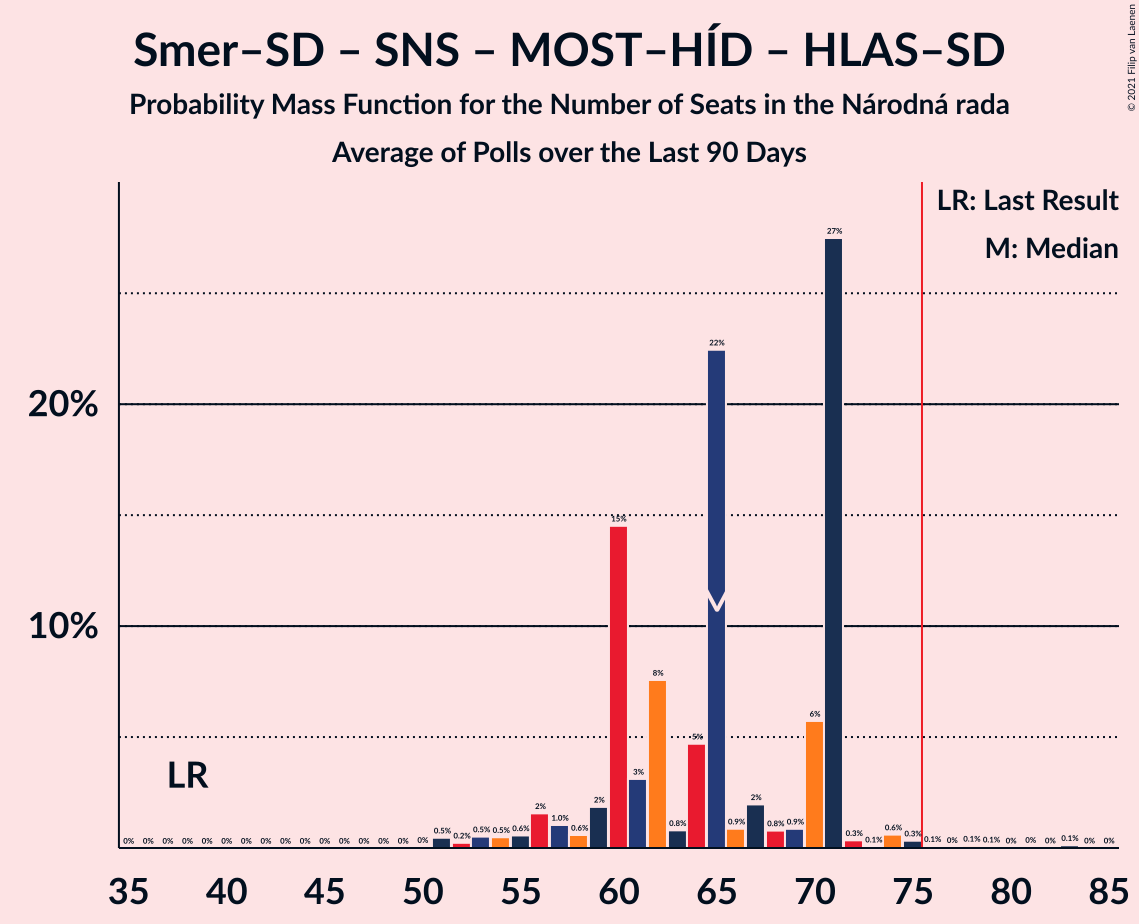 Smer–SD – SNS – MOST–HÍD – HLAS–SD
Probability Mass Function for the Number of Seats in the Národná rada
Average of Polls over the Last 90 Days
© 2021 Filip van Laenen
LR: Last Result
M: Median
20%
10%
LR
0% 0% 0% 0% 0% 0% 0% 0% 0% 0% 0% 0% 0% 0% 0% 0% 0.5% 0.2% 0.5% 0.5% 0.6% 2% 1.0% 0.6% 2% 15% 3% 8% 0.8% 5% 22% 0.9% 2% 0.8% 0.9% 6% 27% 0.3% 0.1% 0.6% 0.3% 0.1% 0% 0.1% 0.1% 0% 0% 0% 0.1% 0% 0%
35 40 45 50 55 60 65 70 75 80 85